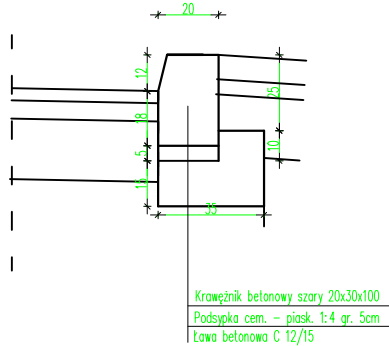 20
12
25
18
10
5
15
35
Krawężnik betonowy szary 20x30x100
Podsypka cem. - piask. 1:4 gr. 5cm
Ława betonowa C 12/15